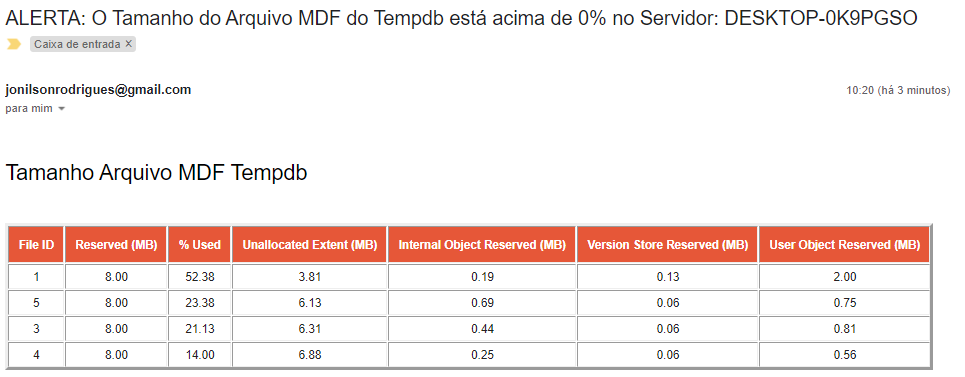 ALERTA: O Tamanho do Arquivo MDF do Tempdb está acima de 0% no Servidor: DESKTOP-0K9PGSO
Caixa de entrada X
jonilsonrodrigues@gmail.com 10:20 (há 3 minutos)
para mim
Tamanho Arquivo MDF Tempdb
File ID Reserved (MB) % Used Unallocated Extent (MB) Internal Object Reserved (MB) Version Store Reserved (MB) User Object Reserved (MB)
1 8.00 52.38 3.81 0.19 0.13 2.00
5 8.00 23.38 6.13 0.69 0.06 0.75
3 8.00 21.13 6.31 0.44 0.06 0.81
4 8.00 14.00 6.88 0.25 0.06 0.56